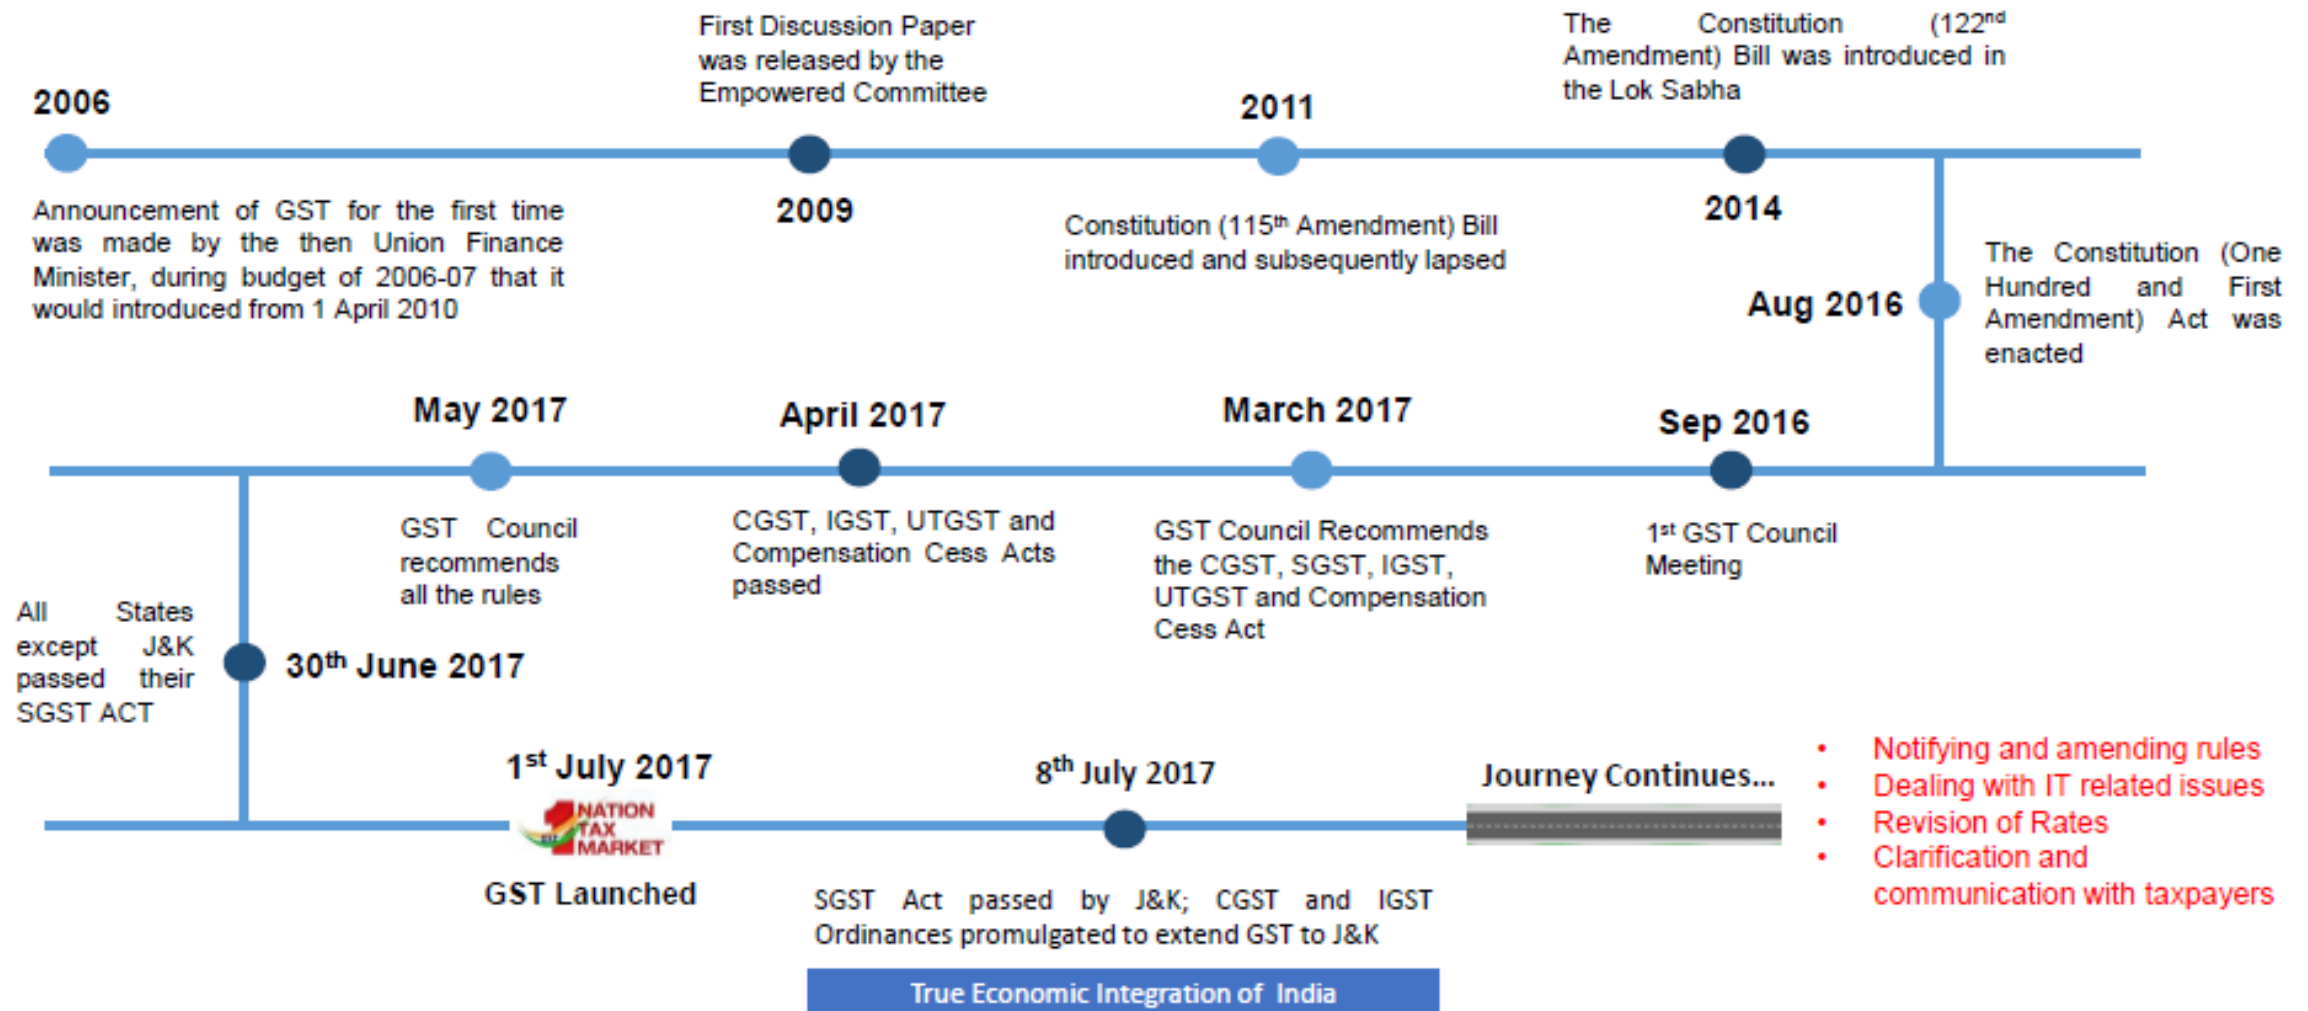 2006
Announcement of GST for the first time
was made by the then Union Finance
Minister, during budget of 2006-07 that it
would introduced from 1 April 2010
First Discussion Paper
was released by the
Empowered Committee
2009
2011
Constitution (115th Amendment) Bill
introduced and subsequently lapsed
The Constitution (122nd
Amendment) Bill was introduced in
the Lok Sabha
2014
Aug 2016
The Constitution (One
Hundred and First
Amendment) Act was
enacted
Sep 2016
1st GST Council
Meeting
March 2017
GST Council Recommends
the CGST, SGST, IGST,
UTGST and Compensation
Cess Act
April 2017
CGST, IGST, UTGST and
Compensation Cess Acts
passed
May 2017
GST Council
recommends
all the rules
All States
except J&K
passed their
SGST ACT
30th June 2017
1st July 2017
1 NATION
TAX
MARKET
GST Launched
8th July 2017
SGST Act passed by J&K; CGST and IGST
Ordinances promulgated to extend GST to J&K
True Economic Integration of India
Journey Continues...
• Notifying and amending rules
• Dealing with IT related issues
• Revision of Rates
• Clarification and
communication with taxpayers